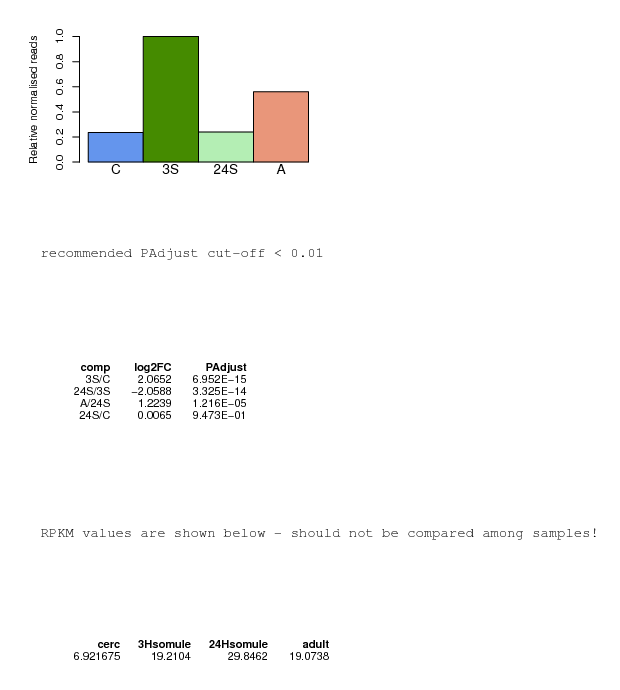 Relative normalised reads
1.0
0.8
0.6
0.4
0.2
0.0
C 3S 24S A
recommended PAdjust cut-off < 0.01
comp log2FC PAdjust
3S/C 2.0652 6.952E−15
24S/3S −2.0588 3.325E−14
A/24S 1.2239 1.216E−05
24S/C 0.0065 9.473E−01
RPKM values are shown below - should not be compared among samples!
cerc 3Hsomule 24Hsomule adult
6.921675 19.2104 29.8462 19.0738